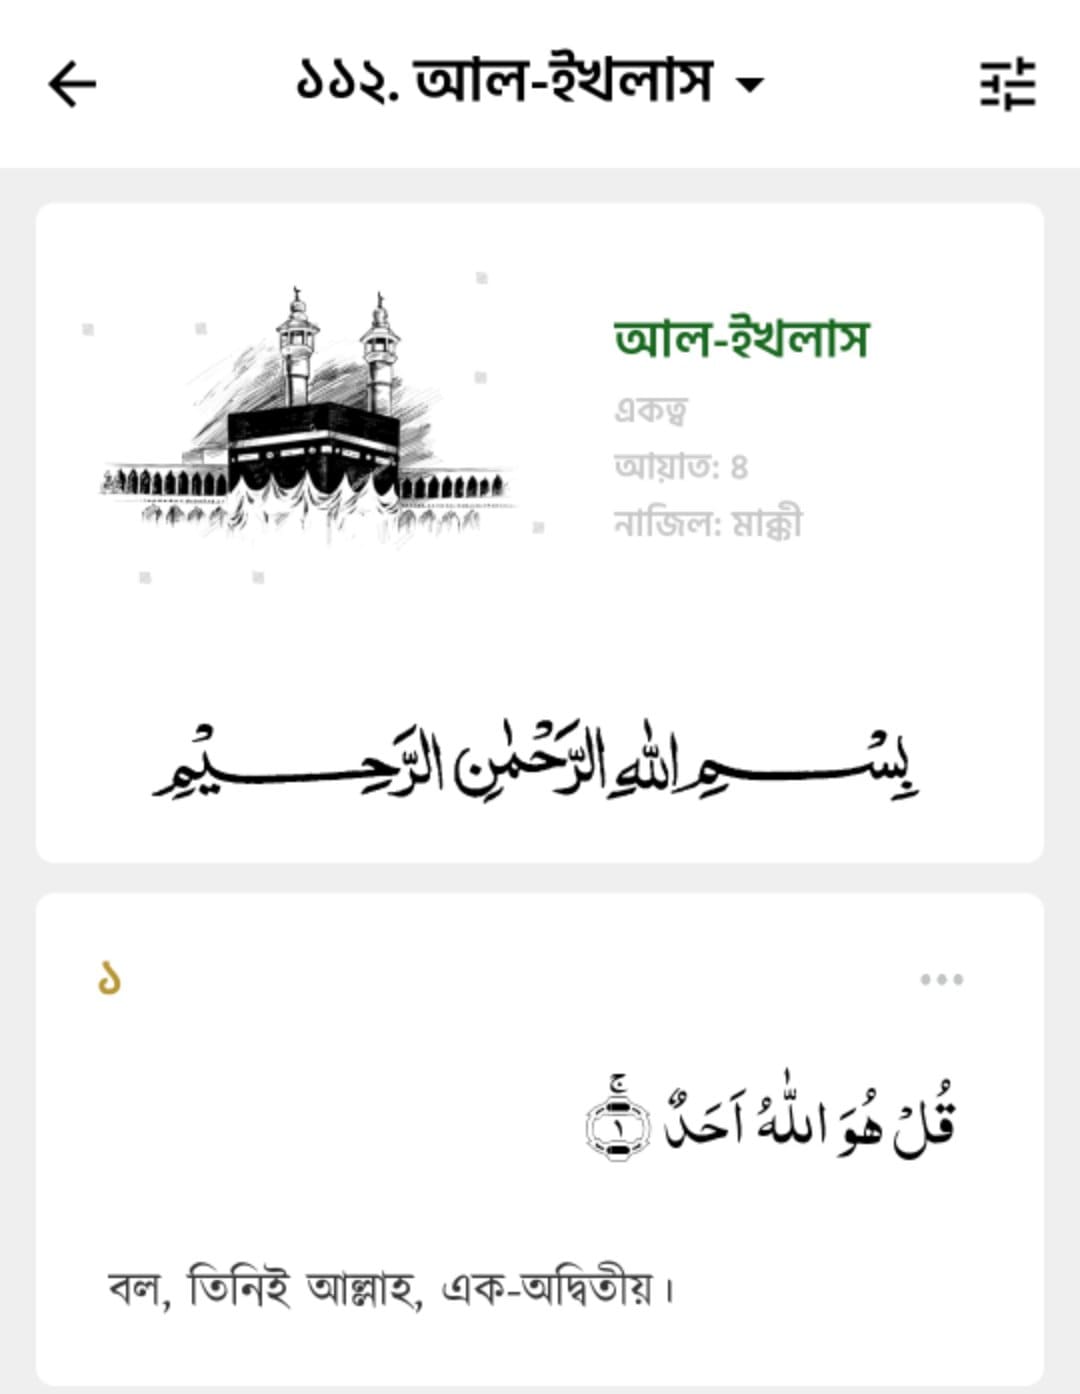 ১১২. আল-ইখলাস
আল-ইখলাস
একত্ব
আয়াত: ৪
নাজিল: মাক্কী
بِسْمِ اللّٰهِ الرَّحْمٰنِ الرَّحِيْمِ
১
قُلْ هُوَ اللّٰهُ اَحَدٌ ۚ ١
বল, তিনিই আল্লাহ, এক-অদ্বিতীয়।